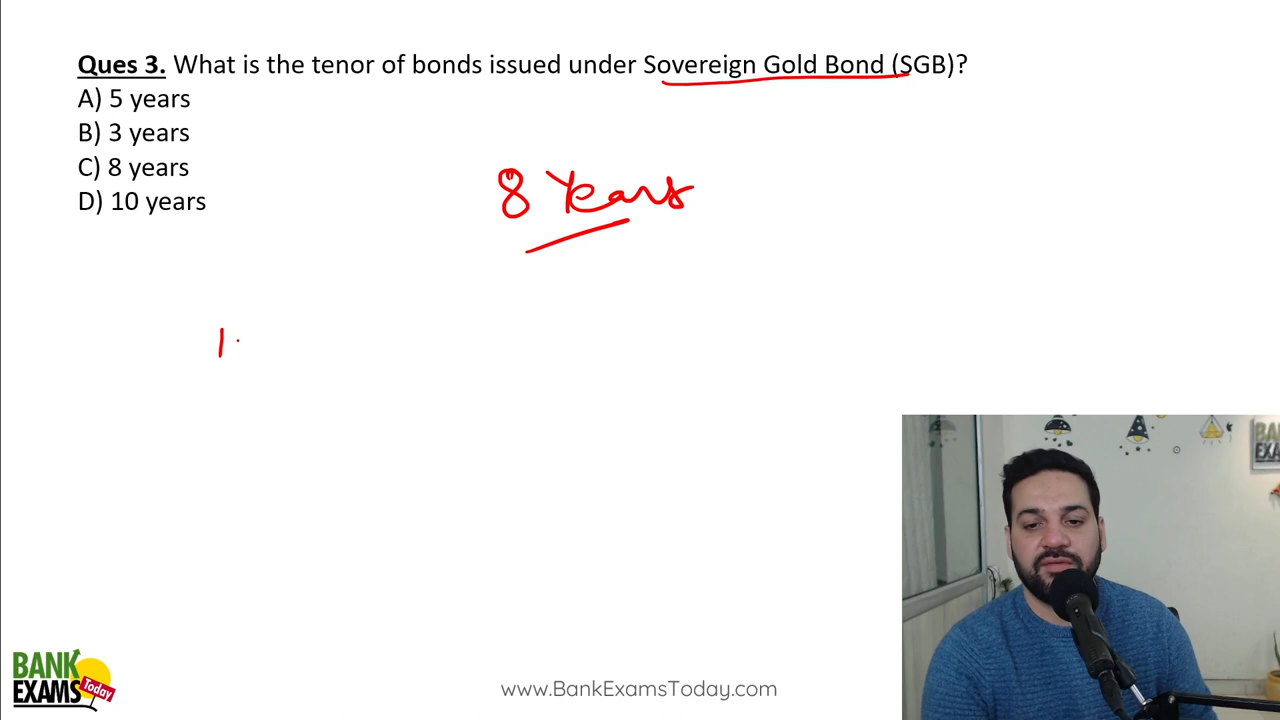 Ques 3. What is the tenor of bonds issued under Sovereign Gold Bond (SGB)?
A) 5 years
B) 3 years
C) 8 years
D) 10 years
8 Years
1.
BANK
EXAMS
Today
www.BankExamsToday.com